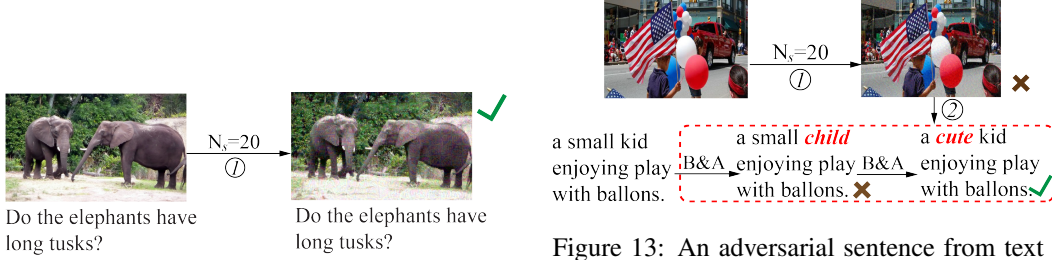 N_s=20
①
Do the elephants have
long tusks?
Do the elephants have
long tusks?
N_s=20
①
②
a small kid
enjoying play
with ballons.
B&A
a small child
enjoying play
with ballons.
B&A
a cute kid
enjoying play
with ballons.
Figure 13: An adversarial sentence from text